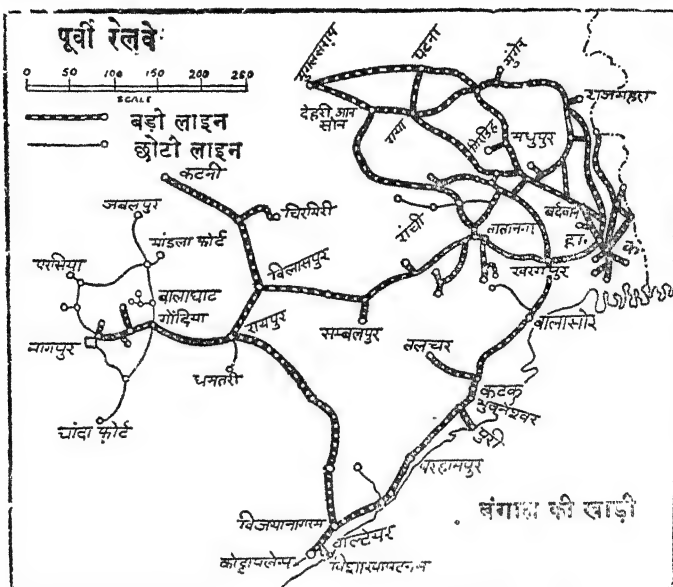 पूर्वी रेलवे
0 50 100 150 200 250
SCALE
बड़ी लाइन
छोटी लाइन
मुगलसराय
पटना
मुंगेर
राजमहल
देहरी आन
सोन
गया
गिरिडिह
मधुपुर
कटनी
जबलपुर
चिरमिरी
मांडला फोर्ट
रांची
टाटानगर
बर्दवान
हा.
क.
बिलासपुर
खरगपुर
बालाघाट
गोंदिया
रायपुर
सम्बलपुर
बालासोर
नागपुर
तलचर
धमतरी
कटक
भुवनेश्वर
पुरी
चांदा फ़ोर्ट
बरहामपुर
बंगाल की खाड़ी
विजयानागरम
वाल्टेयर
विशाखापटनम